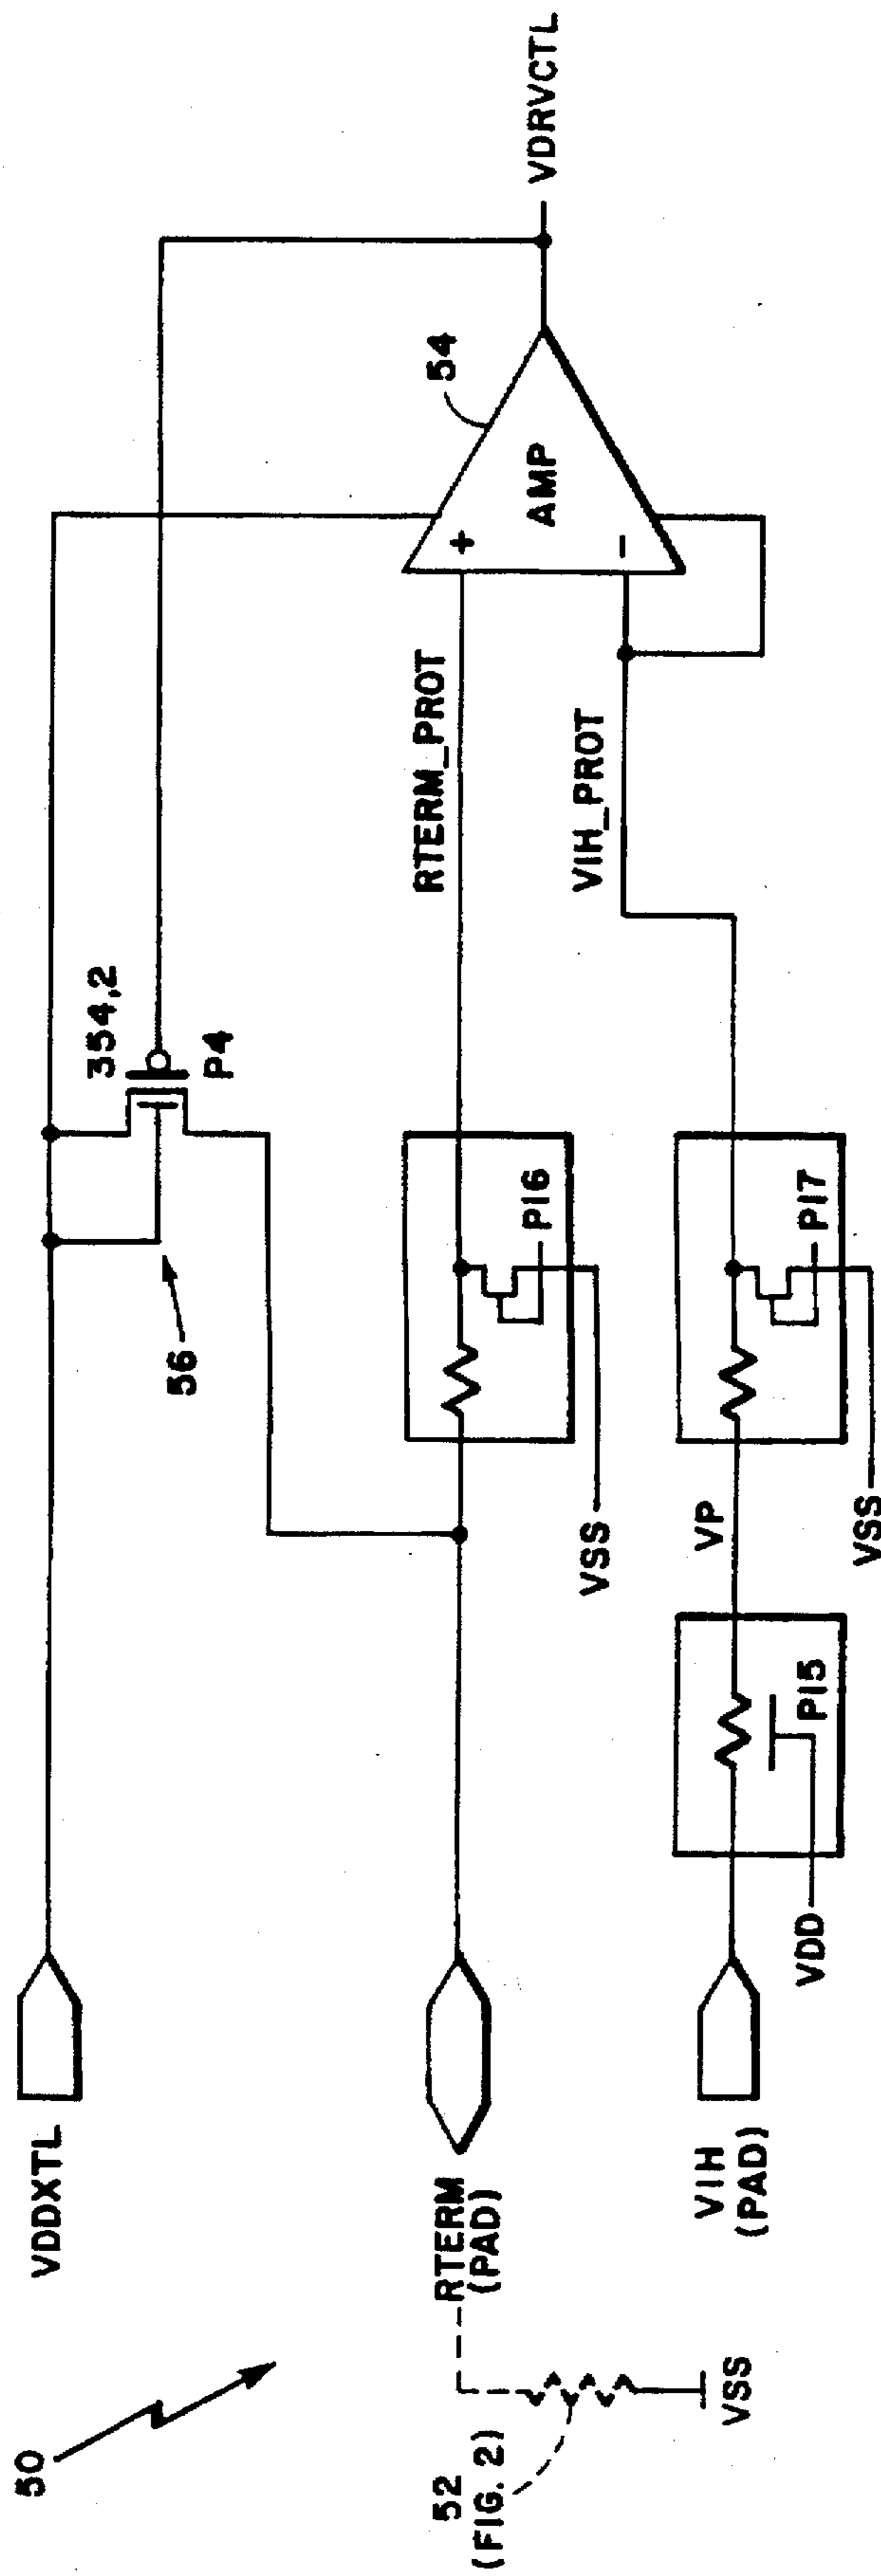 50
VDDXTL
56
354,2
P4
52
(FIG. 2)
VSS
RTERM
(PAD)
VSS
PI6
RTERM_PROT
+
AMP
-
54
VDRVCTL
VIH
(PAD)
VDD
PI5
VP
PI7
VSS
VIH_PROT